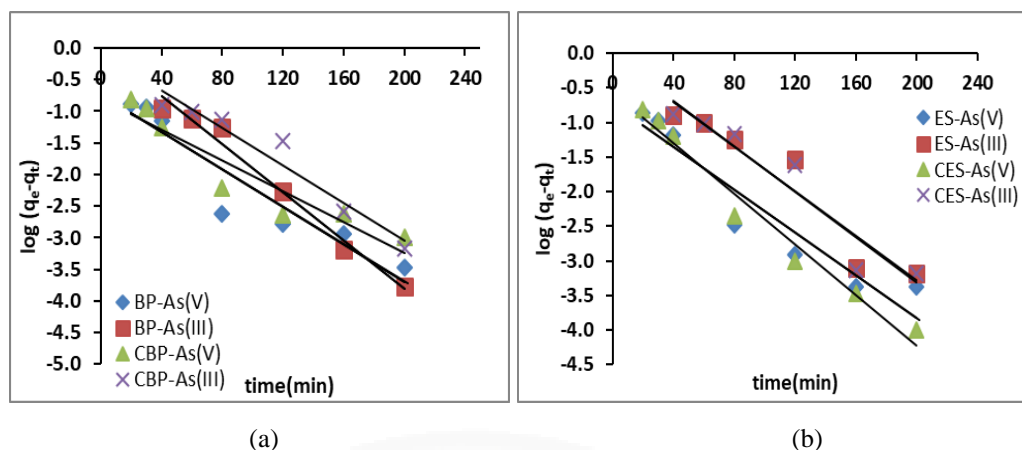 0.0
-0.5
-1.0
-1.5
-2.0
-2.5
-3.0
-3.5
-4.0
-4.5
-5.0
0 40 80 120 160 200 240
log (qe-qt)
time(min)
BP-As(V)
BP-As(III)
CBP-As(V)
CBP-As(III)
(a)
0.0
-0.5
-1.0
-1.5
-2.0
-2.5
-3.0
-3.5
-4.0
-4.5
0 40 80 120 160 200 240
log (qe-qt)
time(min)
ES-As(V)
ES-As(III)
CES-As(V)
CES-As(III)
(b)